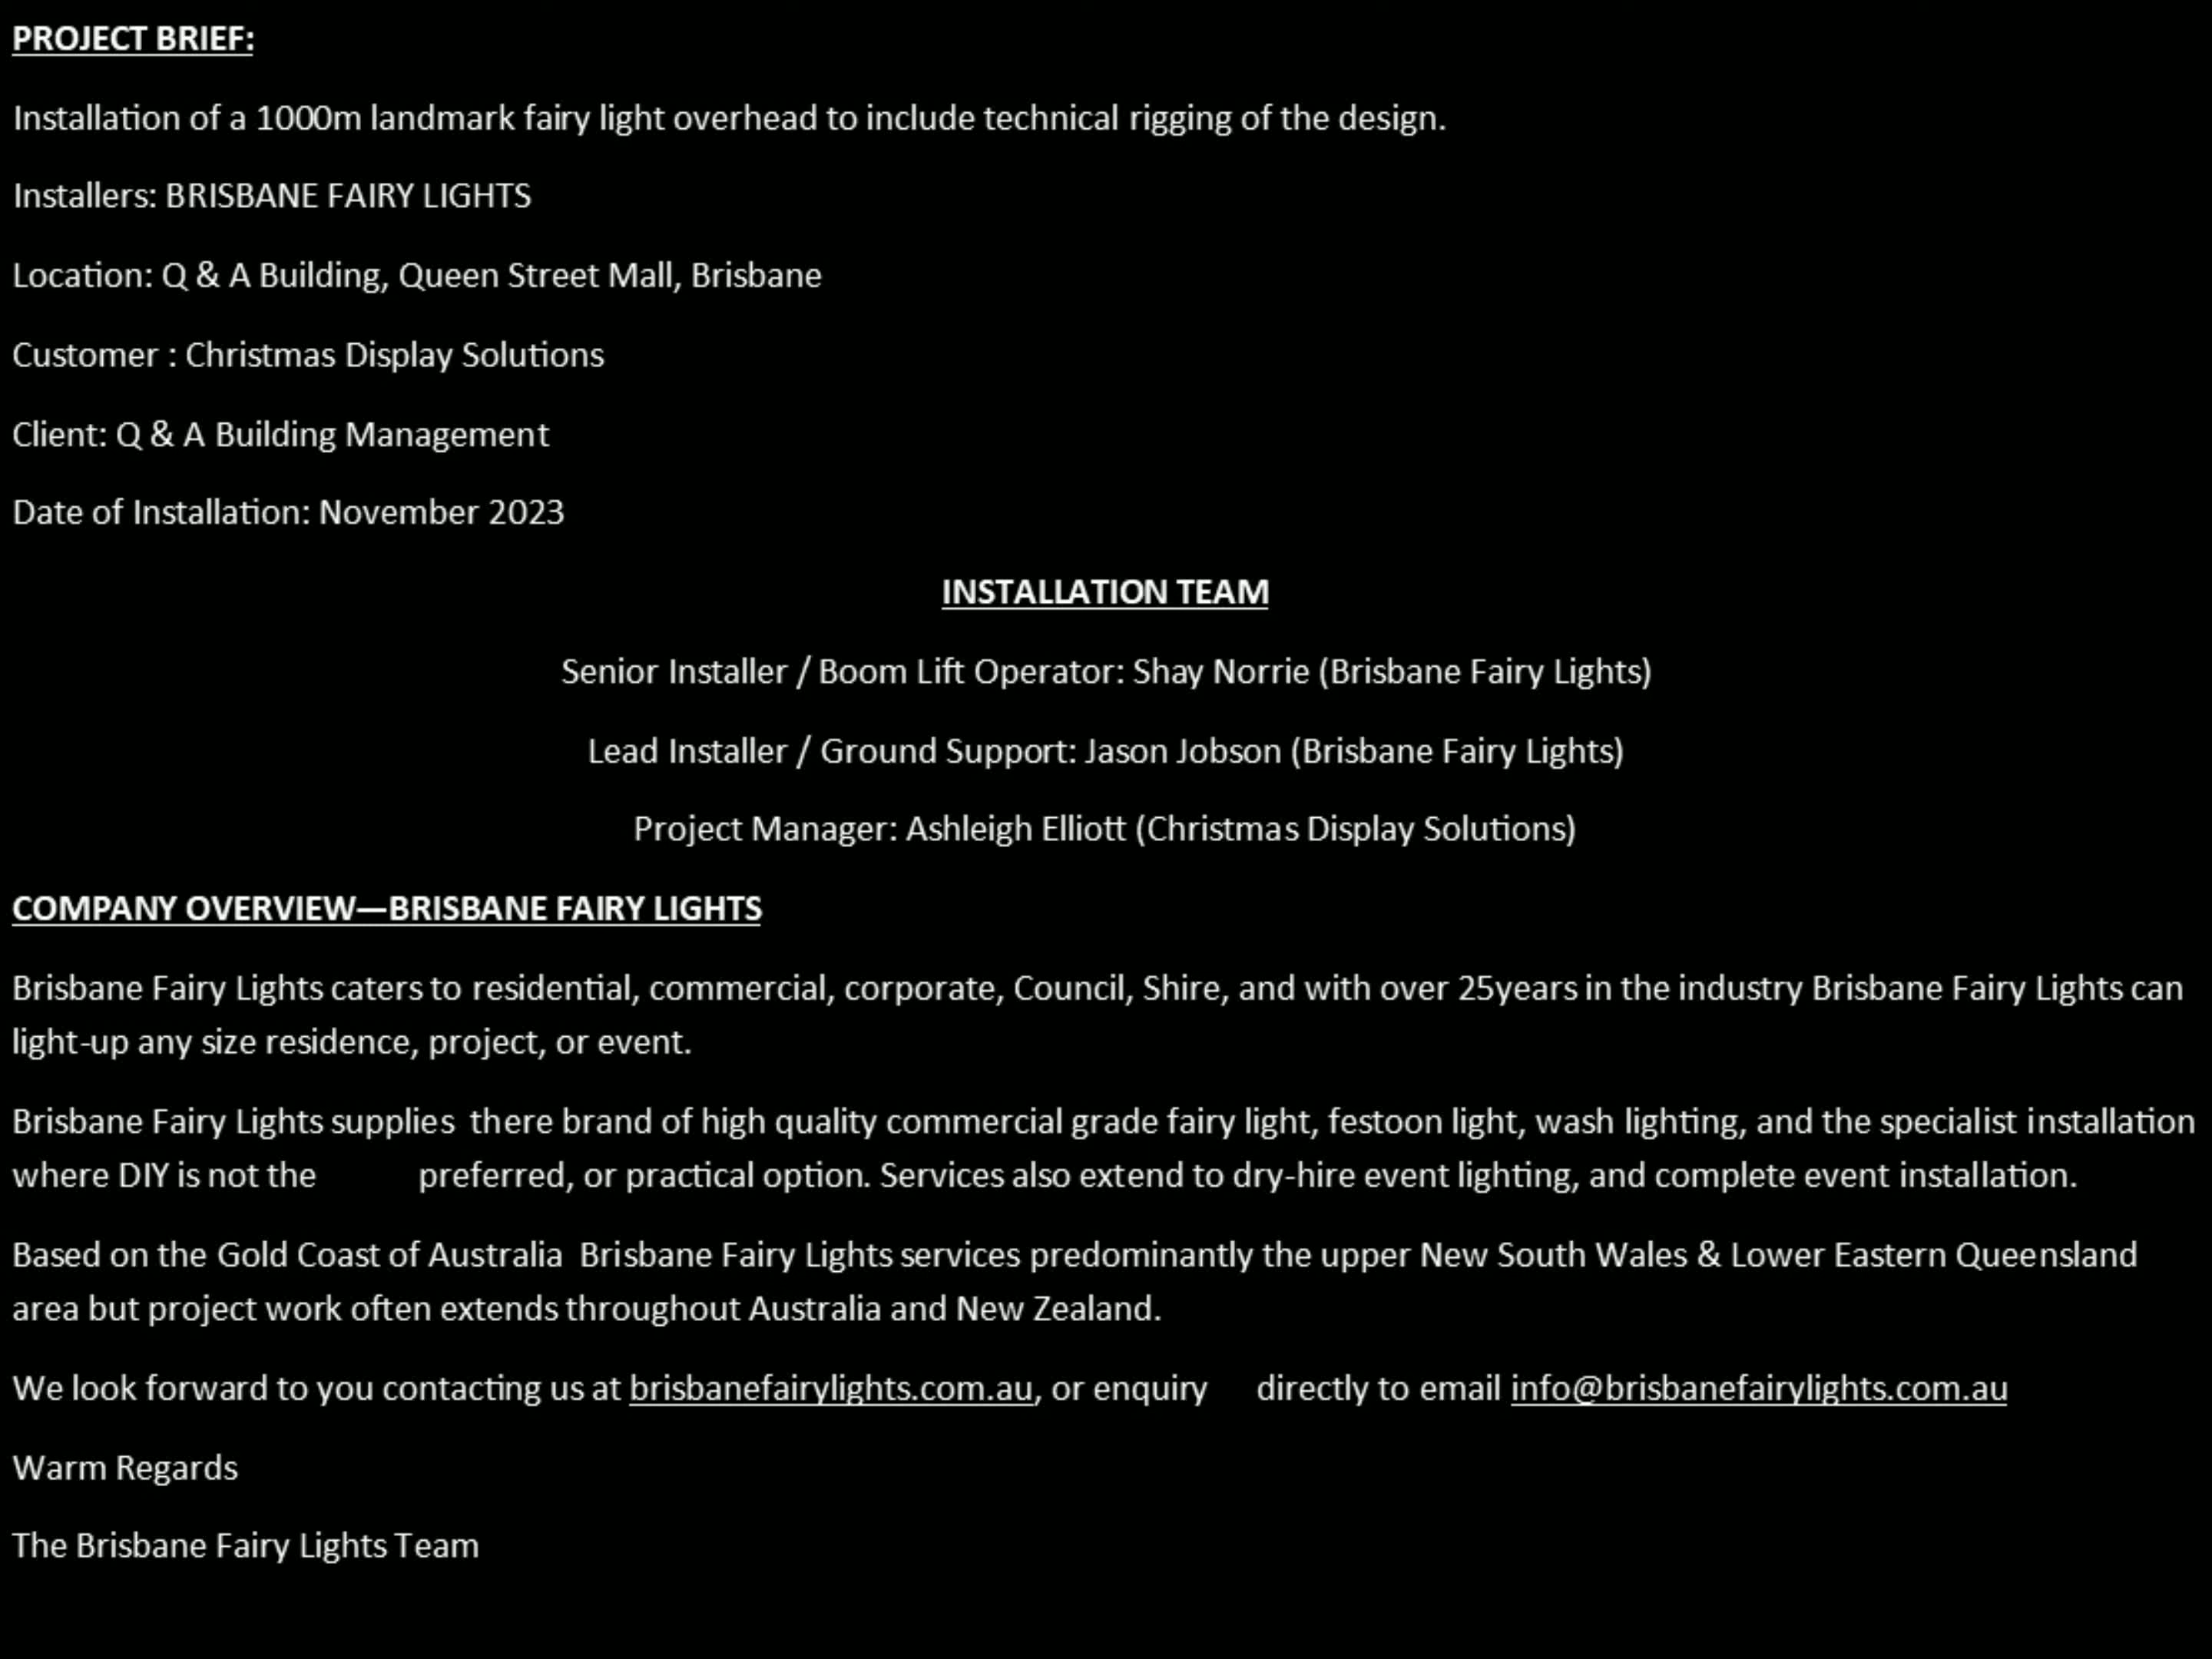 PROJECT BRIEF:
Installation of a 1000m landmark fairy light overhead to include technical rigging of the design.
Installers: BRISBANE FAIRY LIGHTS
Location: Q & A Building, Queen Street Mall, Brisbane
Customer : Christmas Display Solutions
Client: Q & A Building Management
Date of Installation: November 2023
INSTALLATION TEAM
Senior Installer / Boom Lift Operator: Shay Norrie (Brisbane Fairy Lights)
Lead Installer / Ground Support: Jason Jobson (Brisbane Fairy Lights)
Project Manager: Ashleigh Elliott (Christmas Display Solutions)
COMPANY OVERVIEW—BRISBANE FAIRY LIGHTS
Brisbane Fairy Lights caters to residential, commercial, corporate, Council, Shire, and with over 25years in the industry Brisbane Fairy Lights can
light-up any size residence, project, or event.
Brisbane Fairy Lights supplies there brand of high quality commercial grade fairy light, festoon light, wash lighting, and the specialist installation
where DIY is not the preferred, or practical option. Services also extend to dry-hire event lighting, and complete event installation.
Based on the Gold Coast of Australia Brisbane Fairy Lights services predominantly the upper New South Wales & Lower Eastern Queensland
area but project work often extends throughout Australia and New Zealand.
We look forward to you contacting us at brisbanefairylights.com.au, or enquiry directly to email info@brisbanefairylights.com.au
Warm Regards
The Brisbane Fairy Lights Team